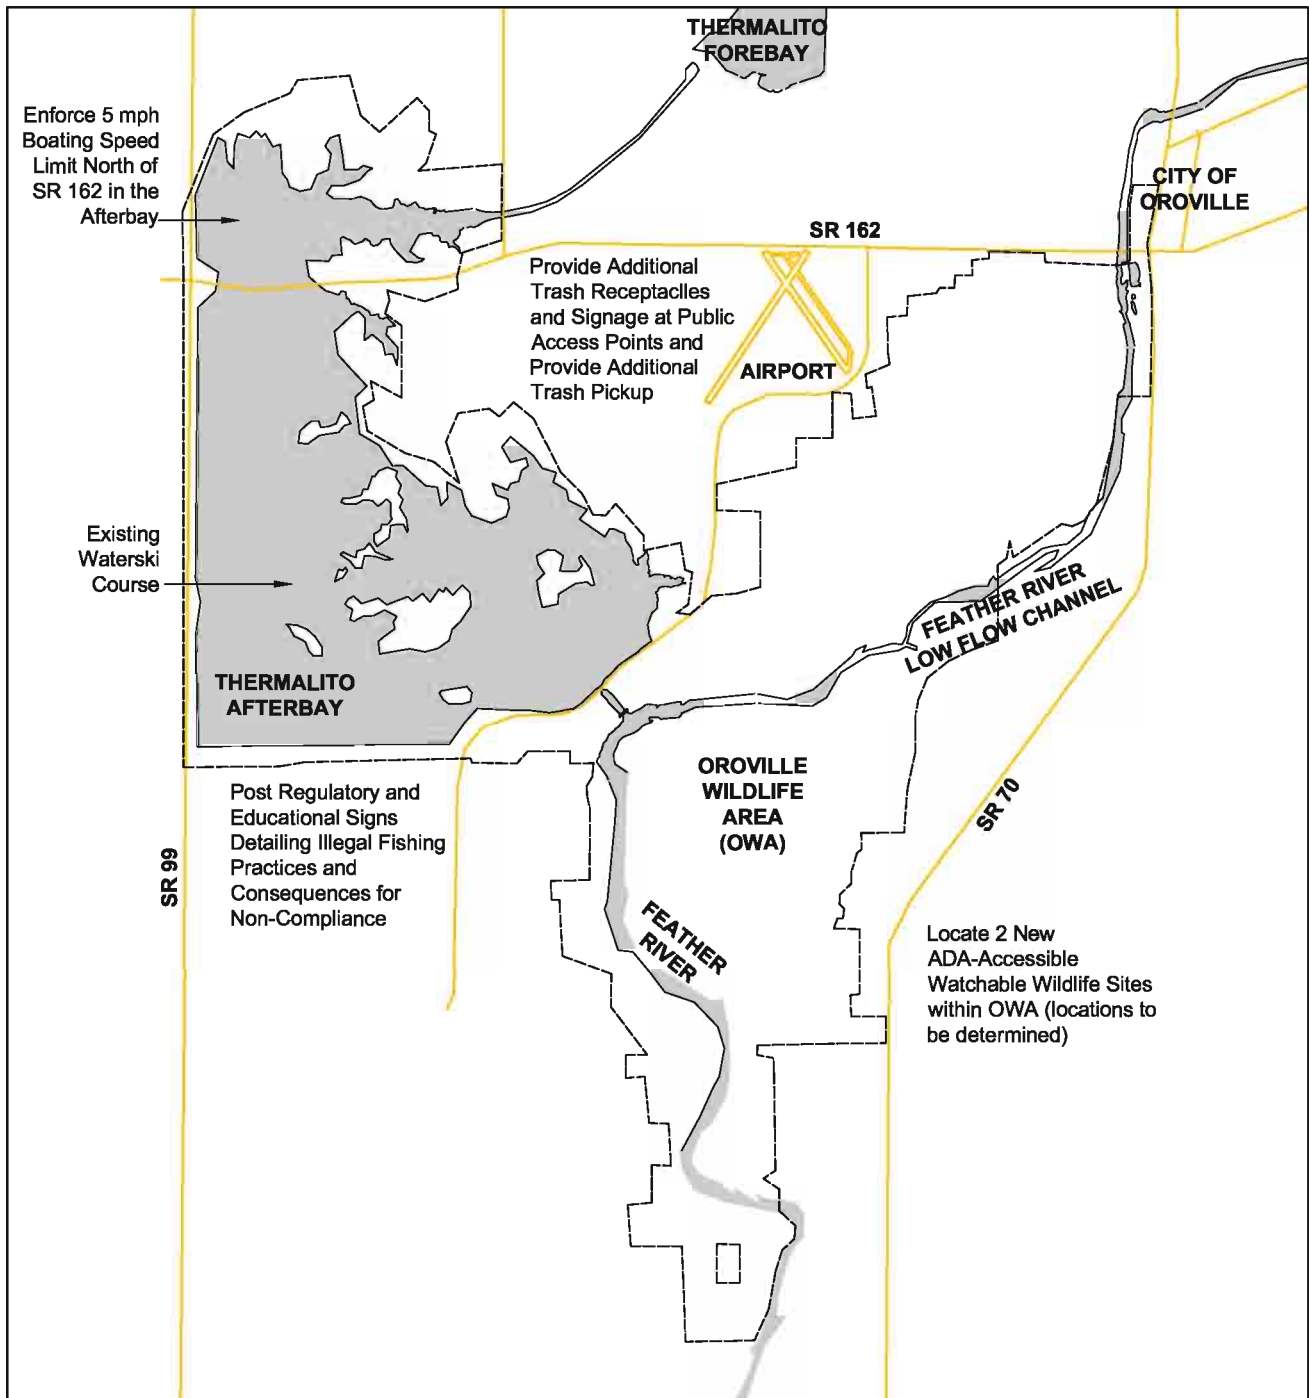 THERMALITO
FOREBAY
Enforce 5 mph
Boating Speed
Limit North of
SR 162 in the
Afterbay
CITY OF
OROVILLE
SR 162
Provide Additional
Trash Receptaclles
and Signage at Public
Access Points and
Provide Additional
Trash Pickup
AIRPORT
Existing
Waterski
Course
FEATHER RIVER
LOW FLOW CHANNEL
THERMALITO
AFTERBAY
OROVILLE
WILDLIFE
AREA
(OWA)
Post Regulatory and
Educational Signs
Detailing Illegal Fishing
Practices and
Consequences for
Non-Compliance
SR 70
SR 99
FEATHER
RIVER
Locate 2 New
ADA-Accessible
Watchable Wildlife Sites
within OWA (locations to
be determined)